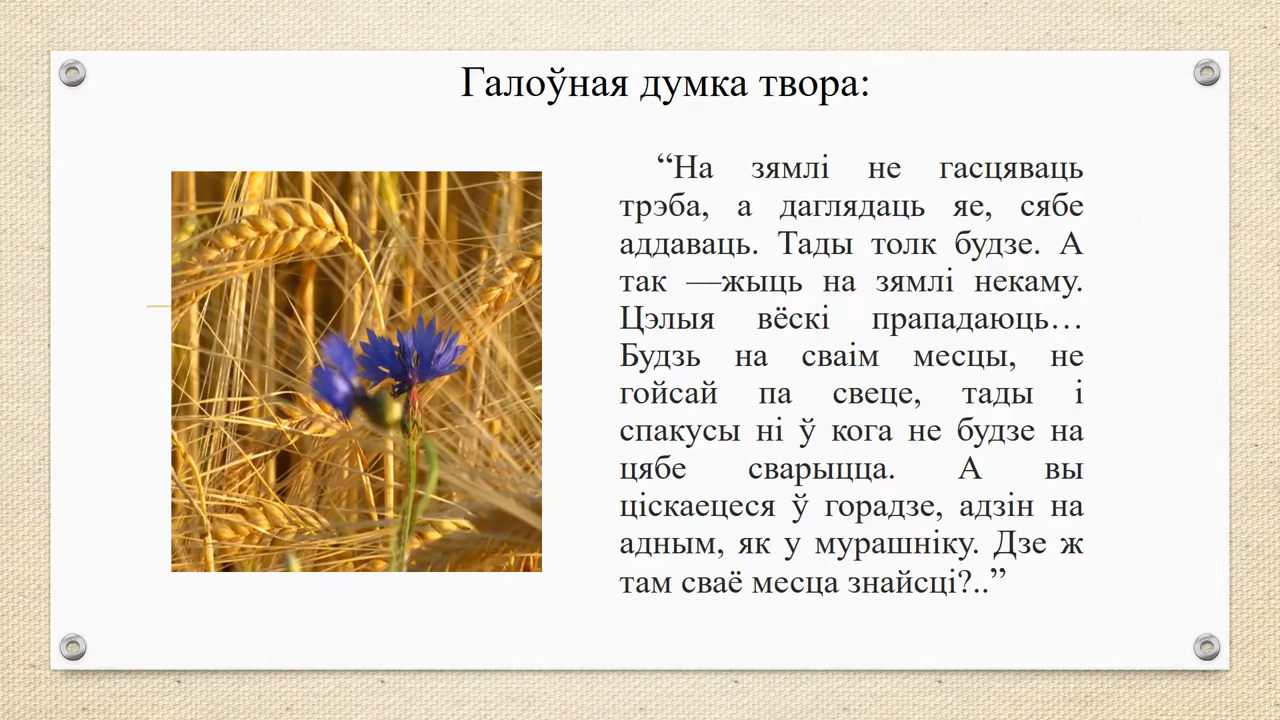 Галоўная думка твора:
“На зямлі не гасцяваць
трэба, а даглядаць яе, сябе
аддаваць. Тады толк будзе. А
так —жыць на зямлі некаму.
Цэлыя вёскі прападаюць…
Будзь на сваім месцы, не
гойсай па свеце, тады і
спакусы ні ў кога не будзе на
цябе сварыцца. А вы
ціскаецеся ў горадзе, адзін на
адным, як у мурашніку. Дзе ж
там сваё месца знайсці?..”